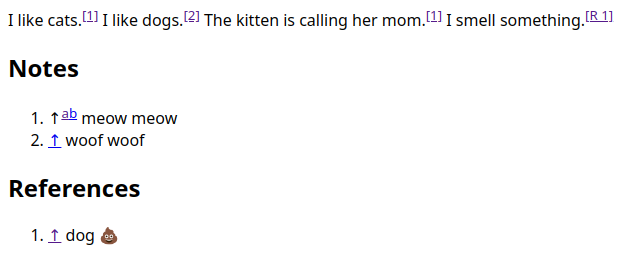 I like cats.[1] I like dogs.[2] The kitten is calling her mom.[1] I smell something.[R 1]
Notes
1. ↑ab meow meow
2. ↑ woof woof
References
1. ↑ dog 💩